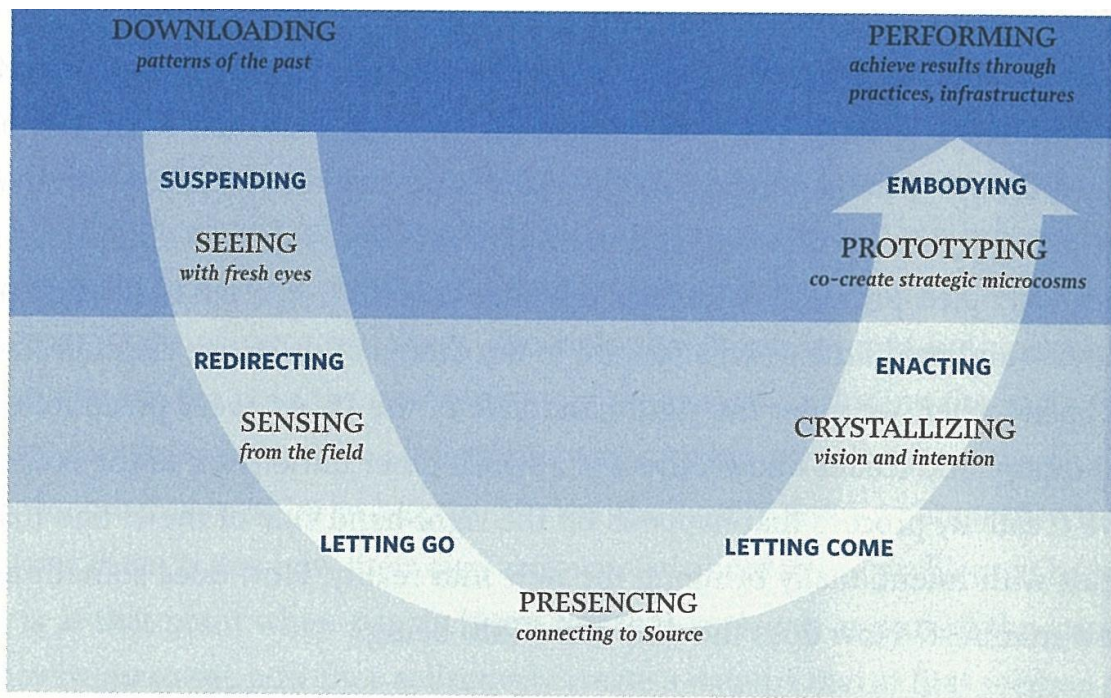 DOWNLOADING
patterns of the past
PERFORMING
achieve results through
practices, infrastructures
SUSPENDING
EMBODYING
SEEING
with fresh eyes
PROTOTYPING
co-create strategic microcosms
REDIRECTING
ENACTING
SENSING
from the field
CRYSTALLIZING
vision and intention
LETTING GO
LETTING COME
PRESENCING
connecting to Source